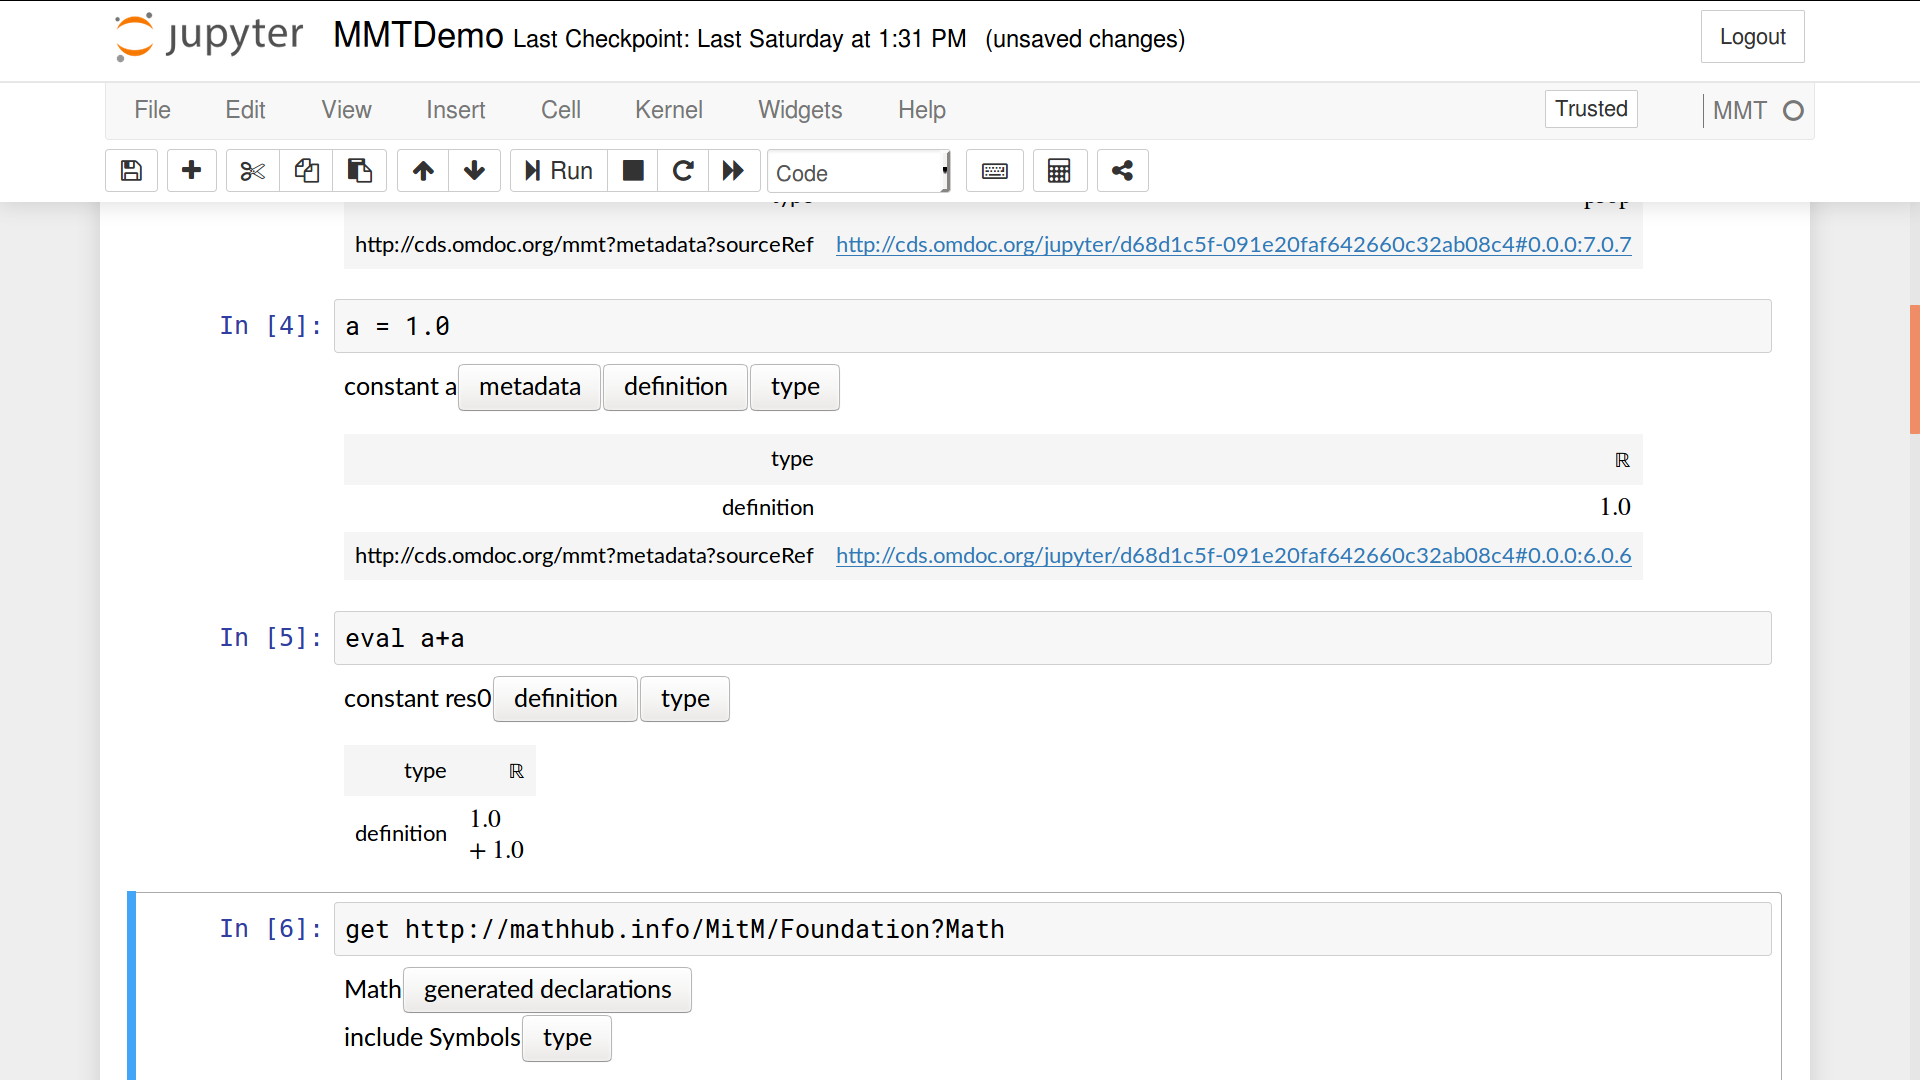 jupyter MMTDemo Last Checkpoint: Last Saturday at 1:31 PM (unsaved changes) Logout
File Edit View Insert Cell Kernel Widgets Help Trusted MMT
Run Code
http://cds.omdoc.org/mmt?metadata?sourceRef http://cds.omdoc.org/jupyter/d68d1c5f-091e20faf642660c32ab08c4#0.0.0:7.0.7
In [4]: a = 1.0
constant a metadata definition type
type ℝ
definition 1.0
http://cds.omdoc.org/mmt?metadata?sourceRef http://cds.omdoc.org/jupyter/d68d1c5f-091e20faf642660c32ab08c4#0.0.0:6.0.6
In [5]: eval a+a
constant res0 definition type
type ℝ
definition 1.0
+ 1.0
In [6]: get http://mathhub.info/MitM/Foundation?Math
Math generated declarations
include Symbols type